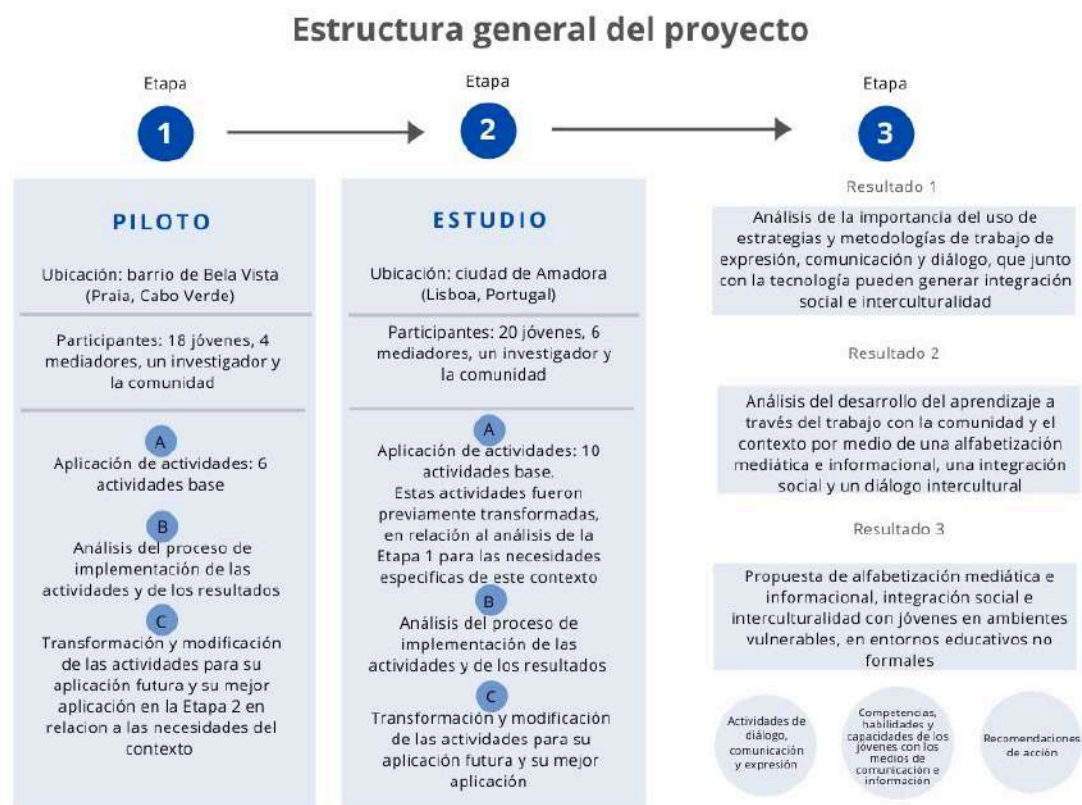 Estructura general del proyecto
Etapa
1
PILOTO
Ubicación: barrio de Bela Vista
(Praia, Cabo Verde)
Participantes: 18 jóvenes, 4
mediadores, un investigador y
la comunidad
A
Aplicación de actividades: 6
actividades base
B
Análisis del proceso de
implementación de las
actividades y de los resultados
C
Transformación y modificación
de las actividades para su
aplicación futura y su mejor
aplicación en la Etapa 2 en
relacion a las necesidades del
contexto
Etapa
2
ESTUDIO
Ubicación: ciudad de Amadora
(Lisboa, Portugal)
Participantes: 20 jóvenes, 6
mediadores, un investigador y
la comunidad
A
Aplicación de actividades: 10
actividades base.
Estas actividades fueron
previamente transformadas,
en relación al análisis de la
Etapa 1 para las necesidades
especificas de este contexto
B
Análisis del proceso de
implementación de las
actividades y de los resultados
C
Transformación y modificación
de las actividades para su
aplicación futura y su mejor
aplicación
Etapa
3
Resultado 1
Análisis de la importancia del uso de
estrategias y metodologías de trabajo de
expresión, comunicación y diálogo, que junto
con la tecnología pueden generar integración
social e interculturalidad
Resultado 2
Análisis del desarrollo del aprendizaje a
través del trabajo con la comunidad y el
contexto por medio de una alfabetización
mediática e informacional, una integración
social y un diálogo intercultural
Resultado 3
Propuesta de alfabetización mediática e
informacional, integración social e
interculturalidad con jóvenes en ambientes
vulnerables, en entornos educativos no
formales
Actividades de
diálogo,
comunicación
y expresión
Competencias,
habilidades y
capacidades de los
jóvenes con los
medios de
comunicación e
información
Recomendaciones
de acción